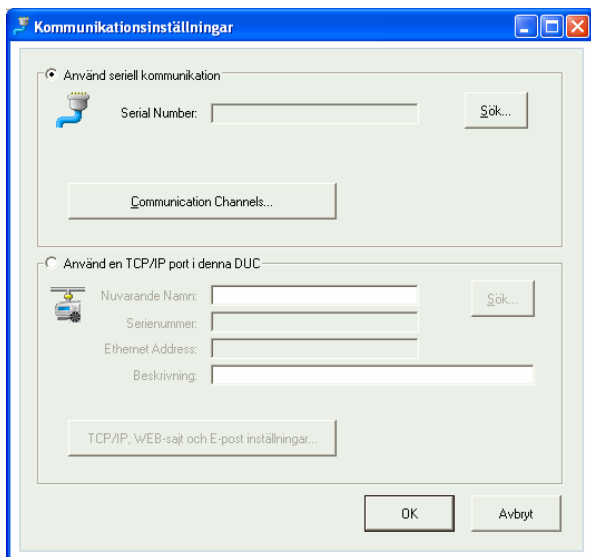 Kommunikationsinställningar
Använd seriell kommunikation
Serial Number:
Sök...
Communication Channels...
Använd en TCP/IP port i denna DUC
Nuvarande Namn:
Sök...
Serienummer:
Ethernet Address:
Beskrivning:
TCP/IP, WEB-sajt och E-post inställningar...
OK
Avbryt